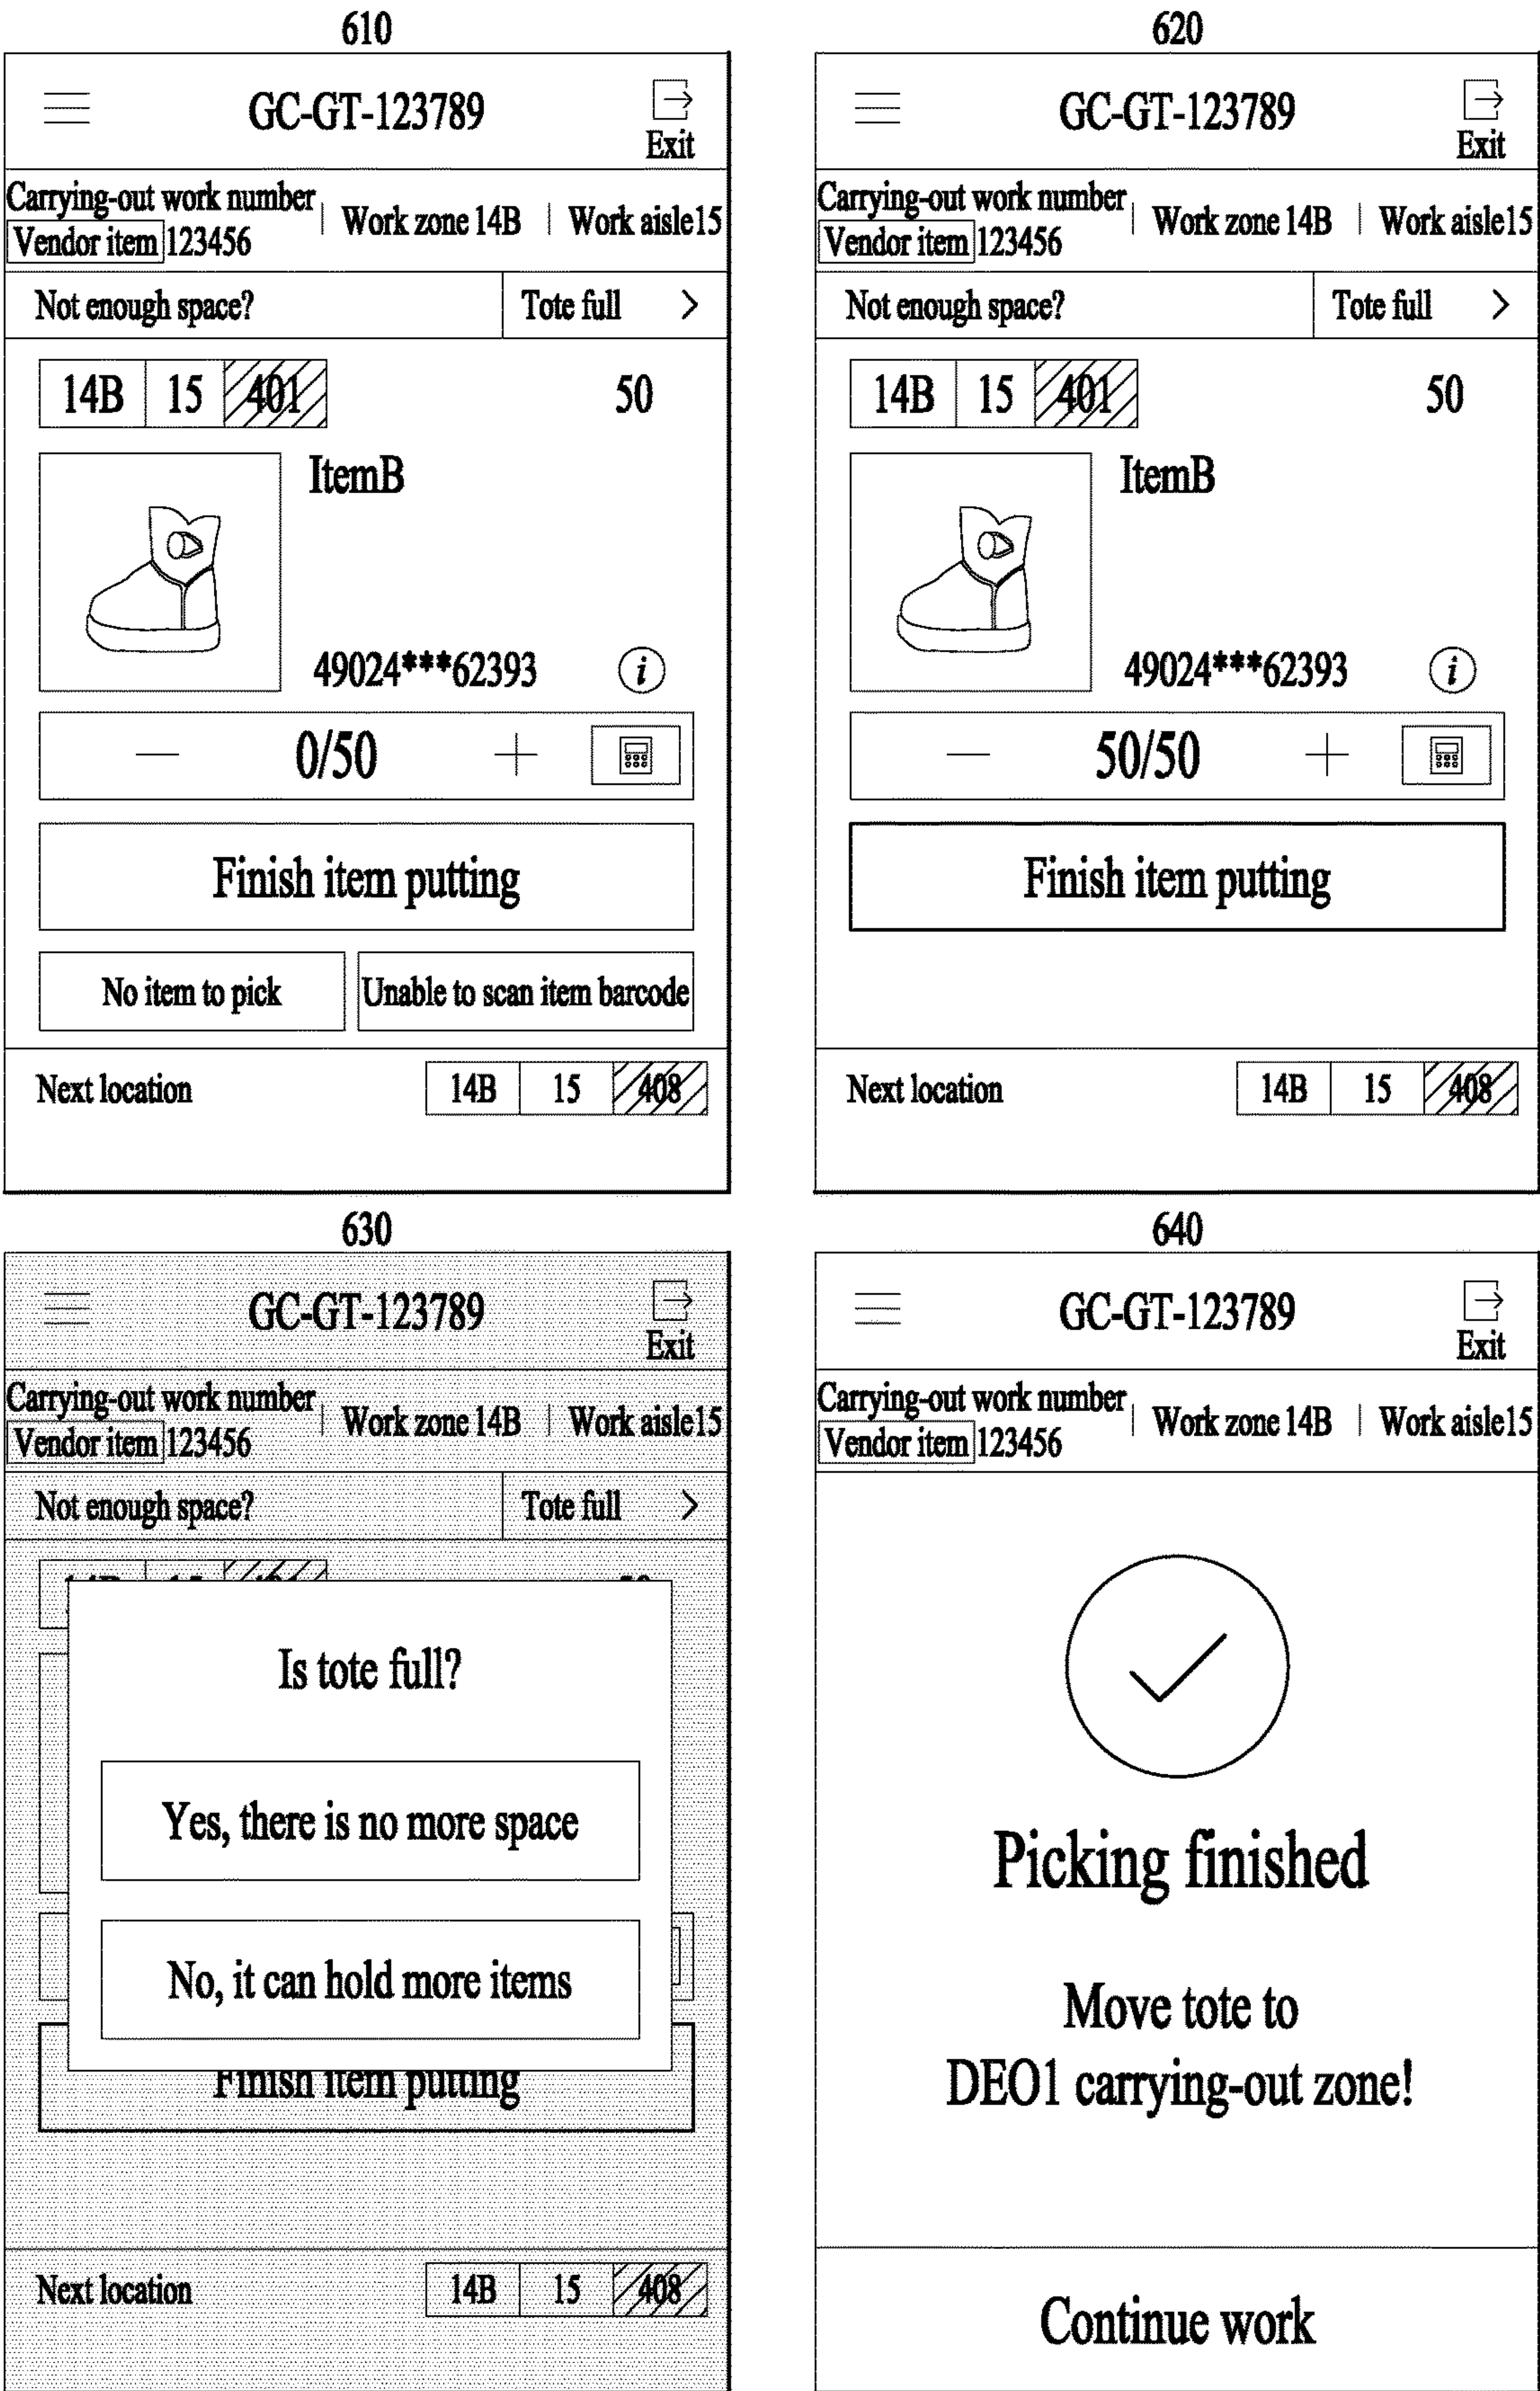 610
GC-GT-123789
Exit
Carrying-out work number
Vendor item 123456
Work zone 14B
Work aisle15
Not enough space?
Tote full >
14B 15 401
50
ItemB
49024***62393
i
— 0/50 +
Finish item putting
No item to pick
Unable to scan item barcode
Next location
14B 15 408
620
GC-GT-123789
Exit
Carrying-out work number
Vendor item 123456
Work zone 14B
Work aisle15
Not enough space?
Tote full >
14B 15 401
50
ItemB
49024***62393
i
— 50/50 +
Finish item putting
Next location
14B 15 408
630
GC-GT-123789
Exit
Carrying-out work number
Vendor item 123456
Work zone 14B
Work aisle15
Not enough space?
Tote full >
Is tote full?
Yes, there is no more space
No, it can hold more items
Finish item putting
Next location
14B 15 408
640
GC-GT-123789
Exit
Carrying-out work number
Vendor item 123456
Work zone 14B
Work aisle15
Picking finished
Move tote to
DEO1 carrying-out zone!
Continue work